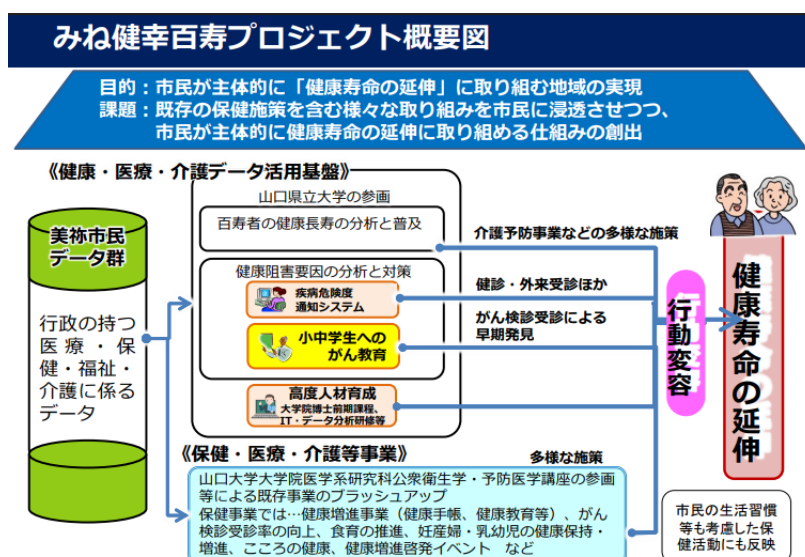 みね健幸百寿プロジェクト概要図
目的：市民が主体的に「健康寿命の延伸」に取り組む地域の実現
課題：既存の保健施策を含む様々な取り組みを市民に浸透させつつ、
市民が主体的に健康寿命の延伸に取り組める仕組みの創出
《健康・医療・介護データ活用基盤》
山口県立大学の参画
百寿者の健康長寿の分析と普及
美祢市民
データ群
行政の持つ
医療・保
健・福祉・
介護に係る
データ
健康阻害要因の分析と対策
疾病危険度
通知システム
小中学生への
がん教育
高度人材育成
大学院博士前期課程、
IT・データ分析研修等
介護予防事業などの多様な施策
健診・外来受診ほか
がん検診受診による
早期発見
行動変容
健康寿命の延伸
《保健・医療・介護等事業》
多様な施策
山口大学大学院医学系研究科公衆衛生学・予防医学講座の参画
等による既存事業のブラッシュアップ
保健事業では…健康増進事業（健康手帳、健康教育等）、がん
検診受診率の向上、食育の推進、妊産婦・乳幼児の健康保持・
増進、こころの健康、健康増進啓発イベント　など
市民の生活習慣
等も考慮した保
健活動にも反映